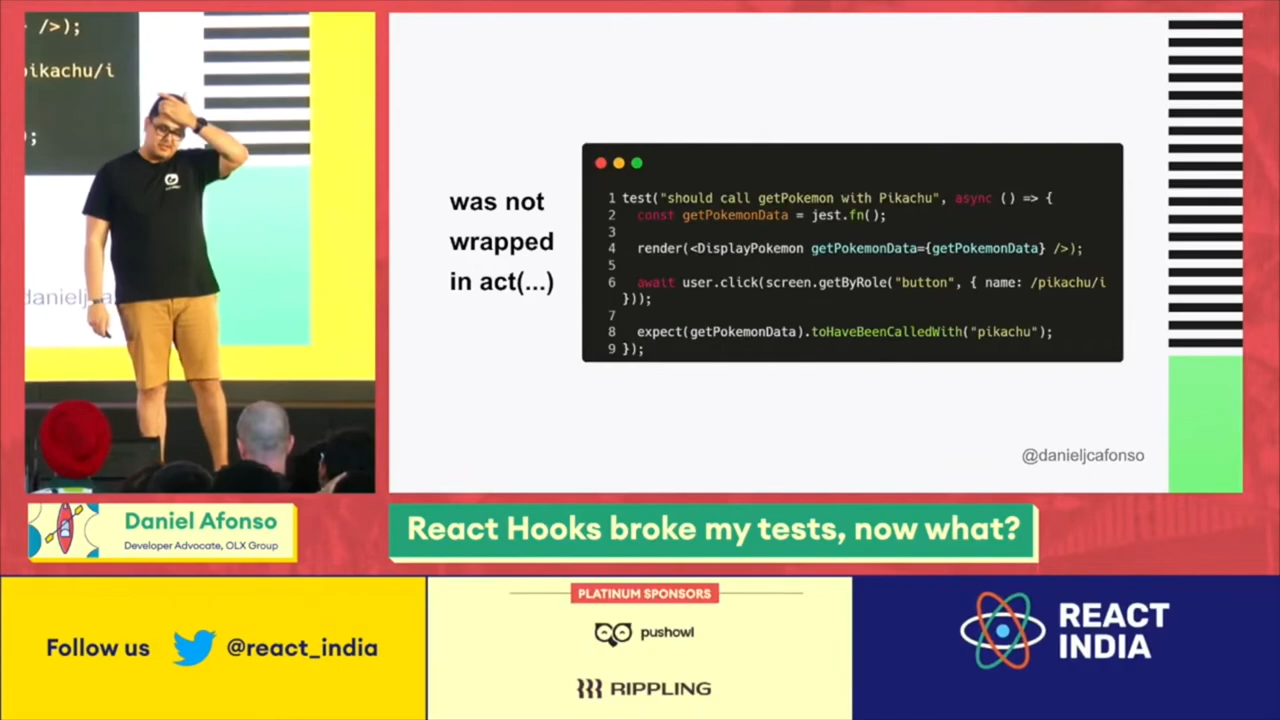 />);
ikachu/i
);
danielj a
was not
wrapped
in act(...)
1 test("should call getPokemon with Pikachu", async () => {
2 const getPokemonData = jest.fn();
3
4 render(<DisplayPokemon getPokemonData={getPokemonData} />);
5
6 await user.click(screen.getByRole("button", { name: /pikachu/i
}));
7
8 expect(getPokemonData).toHaveBeenCalledWith("pikachu");
9 });
@danieljcafonso
Daniel Afonso
Developer Advocate, OLX Group
React Hooks broke my tests, now what?
Follow us @react_india
PLATINUM SPONSORS
pushowl
RIPPLING
REACT
INDIA